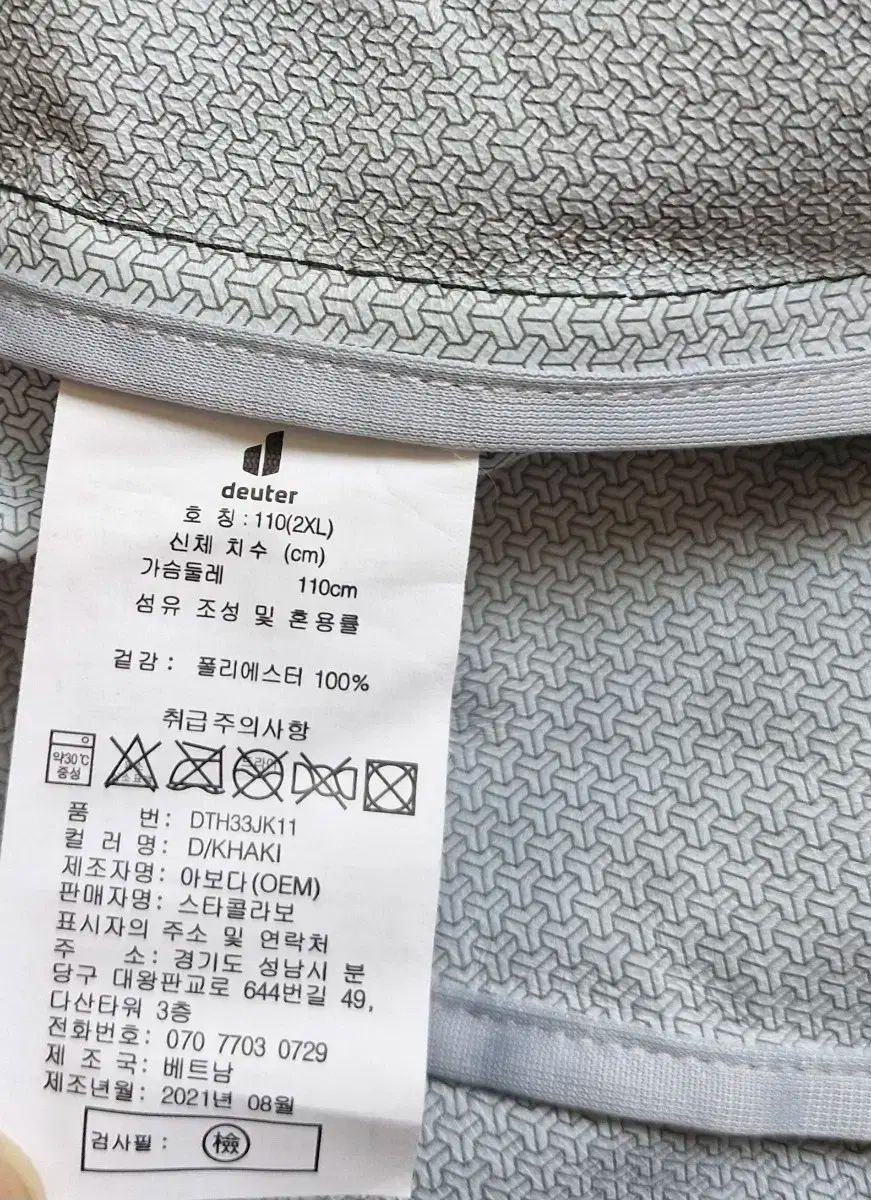 deuter
호 칭 : 110(2XL)
신체 치수 (cm)
가슴둘레 110cm
섬유 조성 및 혼용률
겉감 : 폴리에스터 100%
취급주의사항
약30℃
중성
품 번: DTH33JK11
컬 러 명: D/KHAKI
제조자명: 아보다(OEM)
판매자명: 스타콜라보
표시자의 주소 및 연락처
주 소: 경기도 성남시 분
당구 대왕판교로 644번길 49,
다산타워 3층
전화번호: 070 7703 0729
제 조 국: 베트남
제조년월: 2021년 08월
검사필 : 檢